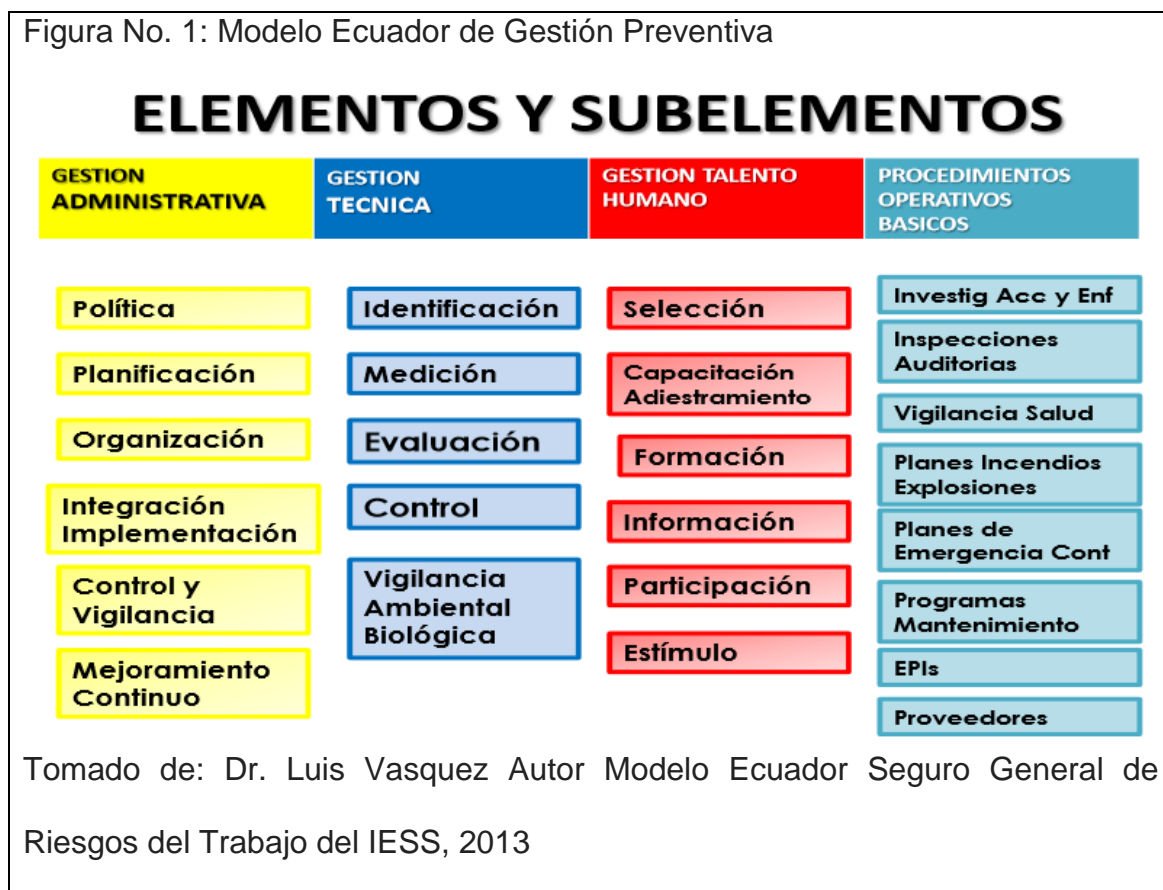 Figura No. 1: Modelo Ecuador de Gestión Preventiva
ELEMENTOS Y SUBELEMENTOS
GESTION
ADMINISTRATIVA
Política
Planificación
Organización
Integración
Implementación
Control y
Vigilancia
Mejoramiento
Continuo
GESTION
TECNICA
Identificación
Medición
Evaluación
Control
Vigilancia
Ambiental
Biológica
GESTION TALENTO
HUMANO
Selección
Capacitación
Adiestramiento
Formación
Información
Participación
Estímulo
PROCEDIMIENTOS
OPERATIVOS
BASICOS
Investig Acc y Enf
Inspecciones
Auditorias
Vigilancia Salud
Planes Incendios
Explosiones
Planes de
Emergencia Cont
Programas
Mantenimiento
EPIs
Proveedores
Tomado de: Dr. Luis Vasquez Autor Modelo Ecuador Seguro General de
Riesgos del Trabajo del IESS, 2013